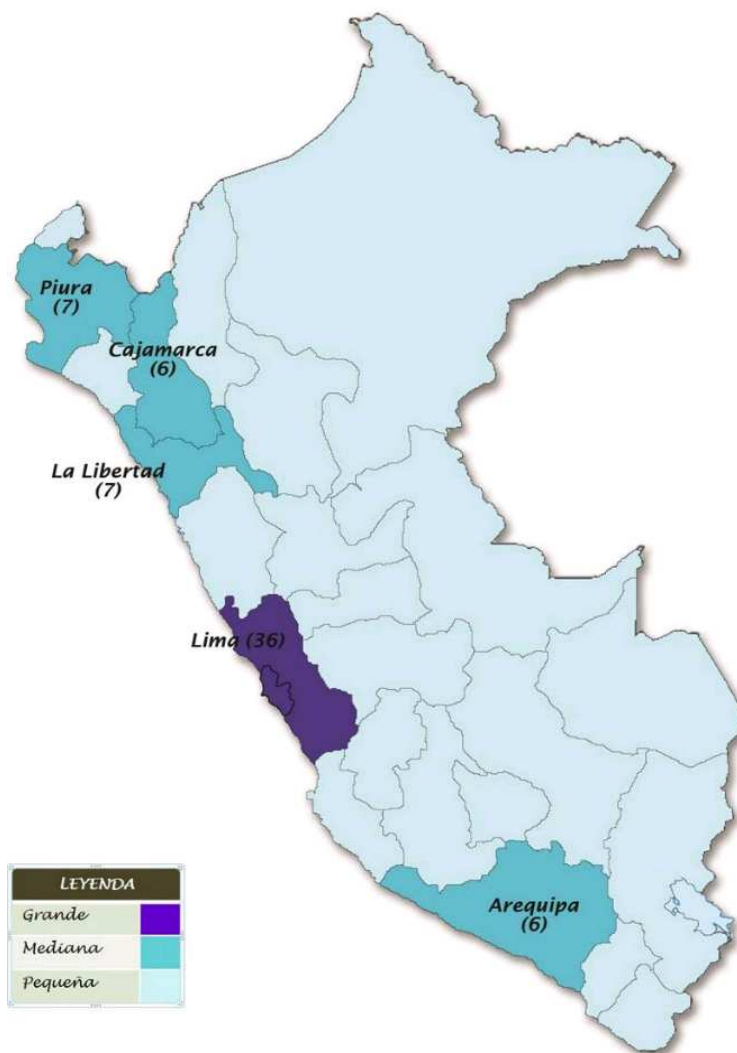 Piura
(7)
Cajamarca
(6)
La Libertad
(7)
Lima (36)
Arequipa
(6)
LEYENDA
Grande
Mediana
Pequeña